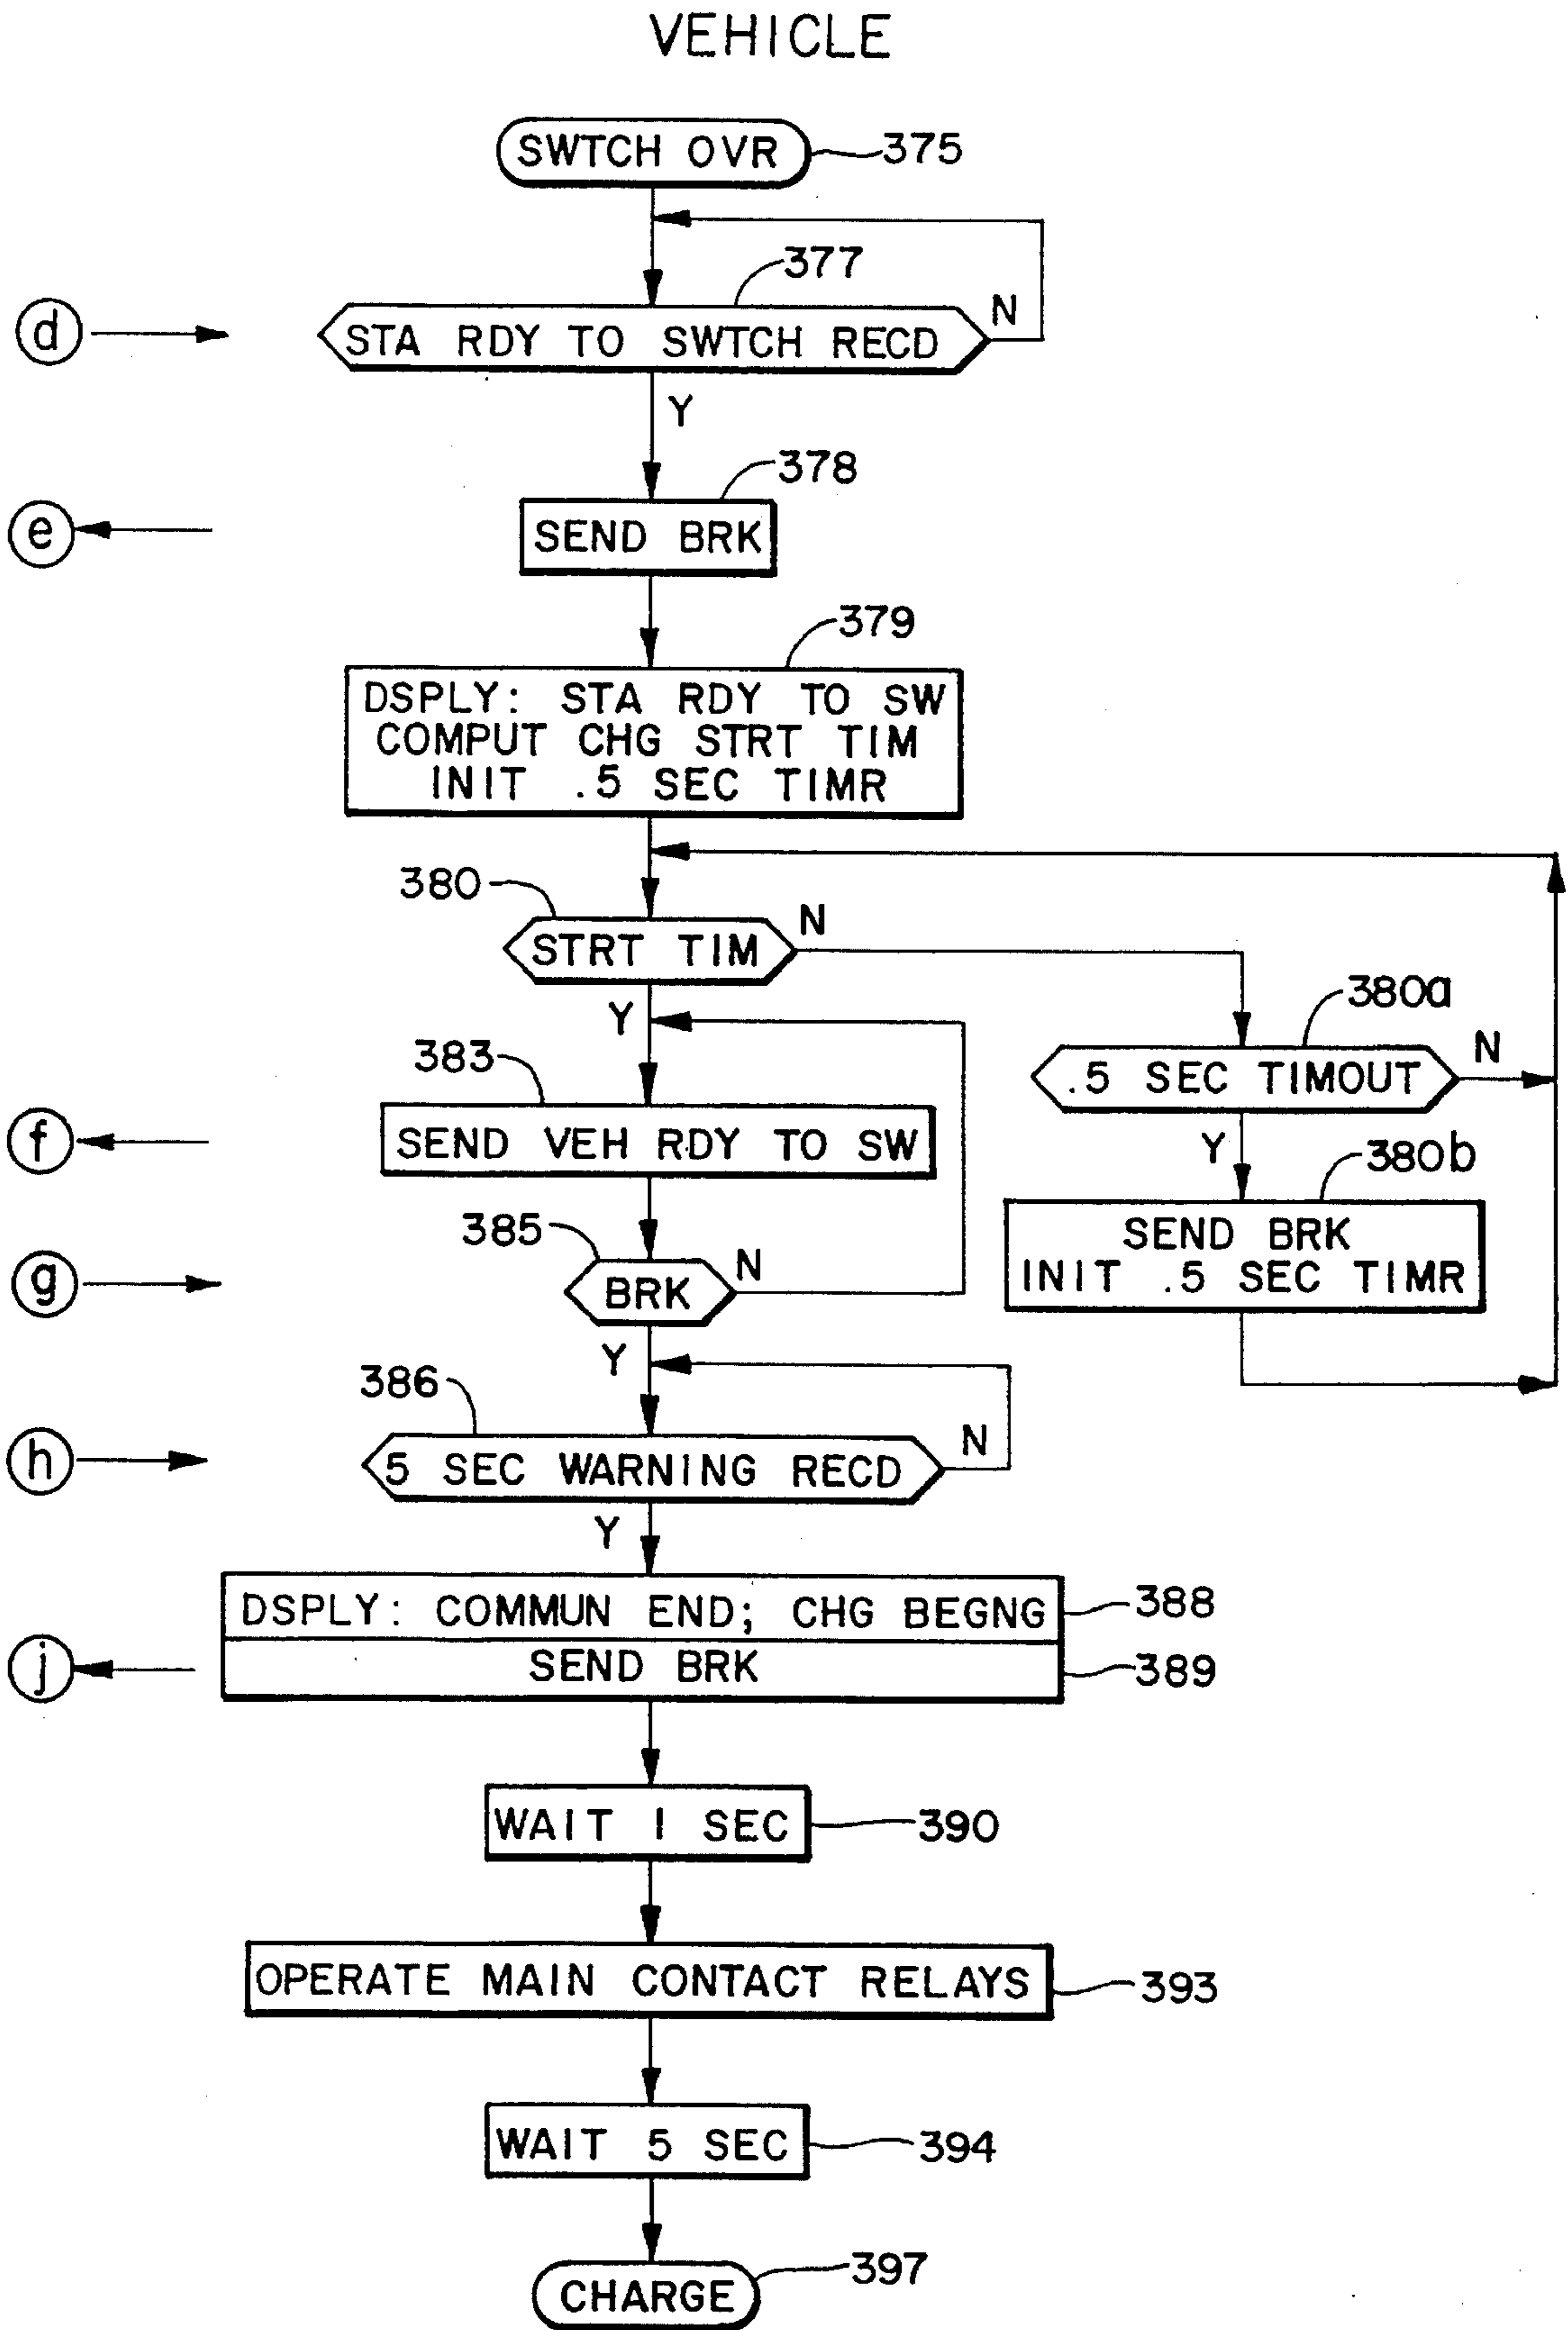 VEHICLE
SWTCH OVR
375
377
d
STA RDY TO SWTCH RECD
N
Y
378
e
SEND BRK
379
DSPLY: STA RDY TO SW
COMPUT CHG STRT TIM
INIT .5 SEC TIMR
380
STRT TIM
N
Y
380a
.5 SEC TIMOUT
N
Y
380b
SEND BRK
INIT .5 SEC TIMR
383
f
SEND VEH RDY TO SW
385
g
BRK
N
Y
386
h
5 SEC WARNING RECD
N
Y
DSPLY: COMMUN END; CHG BEGNG
388
j
SEND BRK
389
WAIT 1 SEC
390
OPERATE MAIN CONTACT RELAYS
393
WAIT 5 SEC
394
CHARGE
397